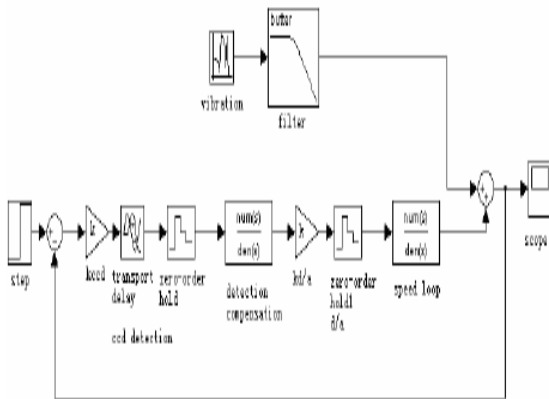 butter
vibration
filter
step
k
kccd
transport
delay
zero-order
hold
ccd detection
num(z)
den(z)
detection
compensation
k
kd/a
zero-order
hold1
d/a
num(s)
den(s)
speed loop
scope